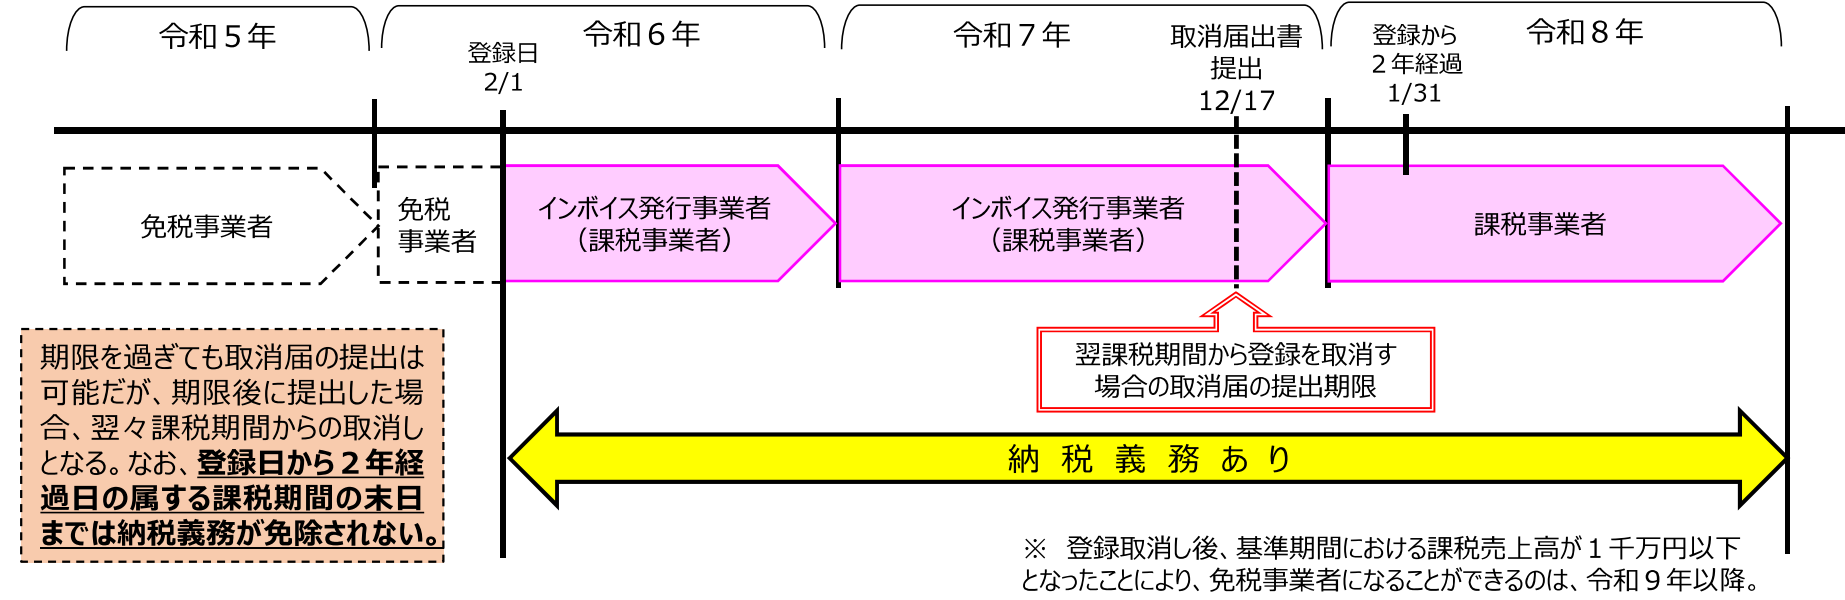 令和５年
令和６年
令和７年
令和８年
登録日
2/1
取消届出書
提出
12/17
登録から
２年経過
1/31
免税事業者
免税
事業者
インボイス発行事業者
（課税事業者）
インボイス発行事業者
（課税事業者）
課税事業者
翌課税期間から登録を取消す
場合の取消届の提出期限
期限を過ぎても取消届の提出は
可能だが、期限後に提出した場
合、翌々課税期間からの取消し
となる。なお、登録日から２年経
過日の属する課税期間の末日
までは納税義務が免除されない。
納税義務あり
※　登録取消し後、基準期間における課税売上高が１千万円以下
となったことにより、免税事業者になることができるのは、令和９年以降。